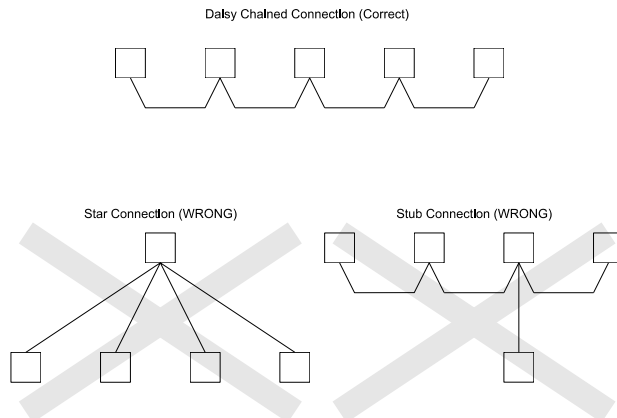 Daisy Chained Connection (Correct)
Star Connection (WRONG)
Stub Connection (WRONG)